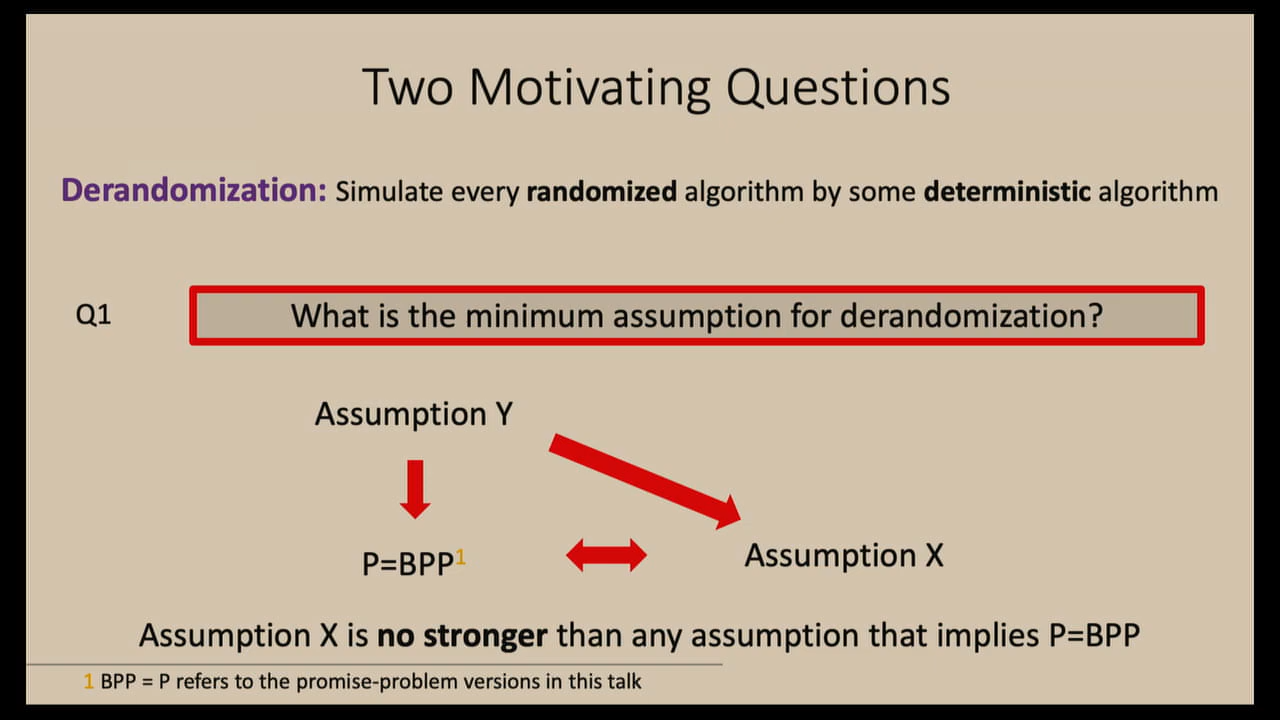 Two Motivating Questions
Derandomization: Simulate every randomized algorithm by some deterministic algorithm
Q1
What is the minimum assumption for derandomization?
Assumption Y
P=BPP1
Assumption X
Assumption X is no stronger than any assumption that implies P=BPP
1 BPP = P refers to the promise-problem versions in this talk